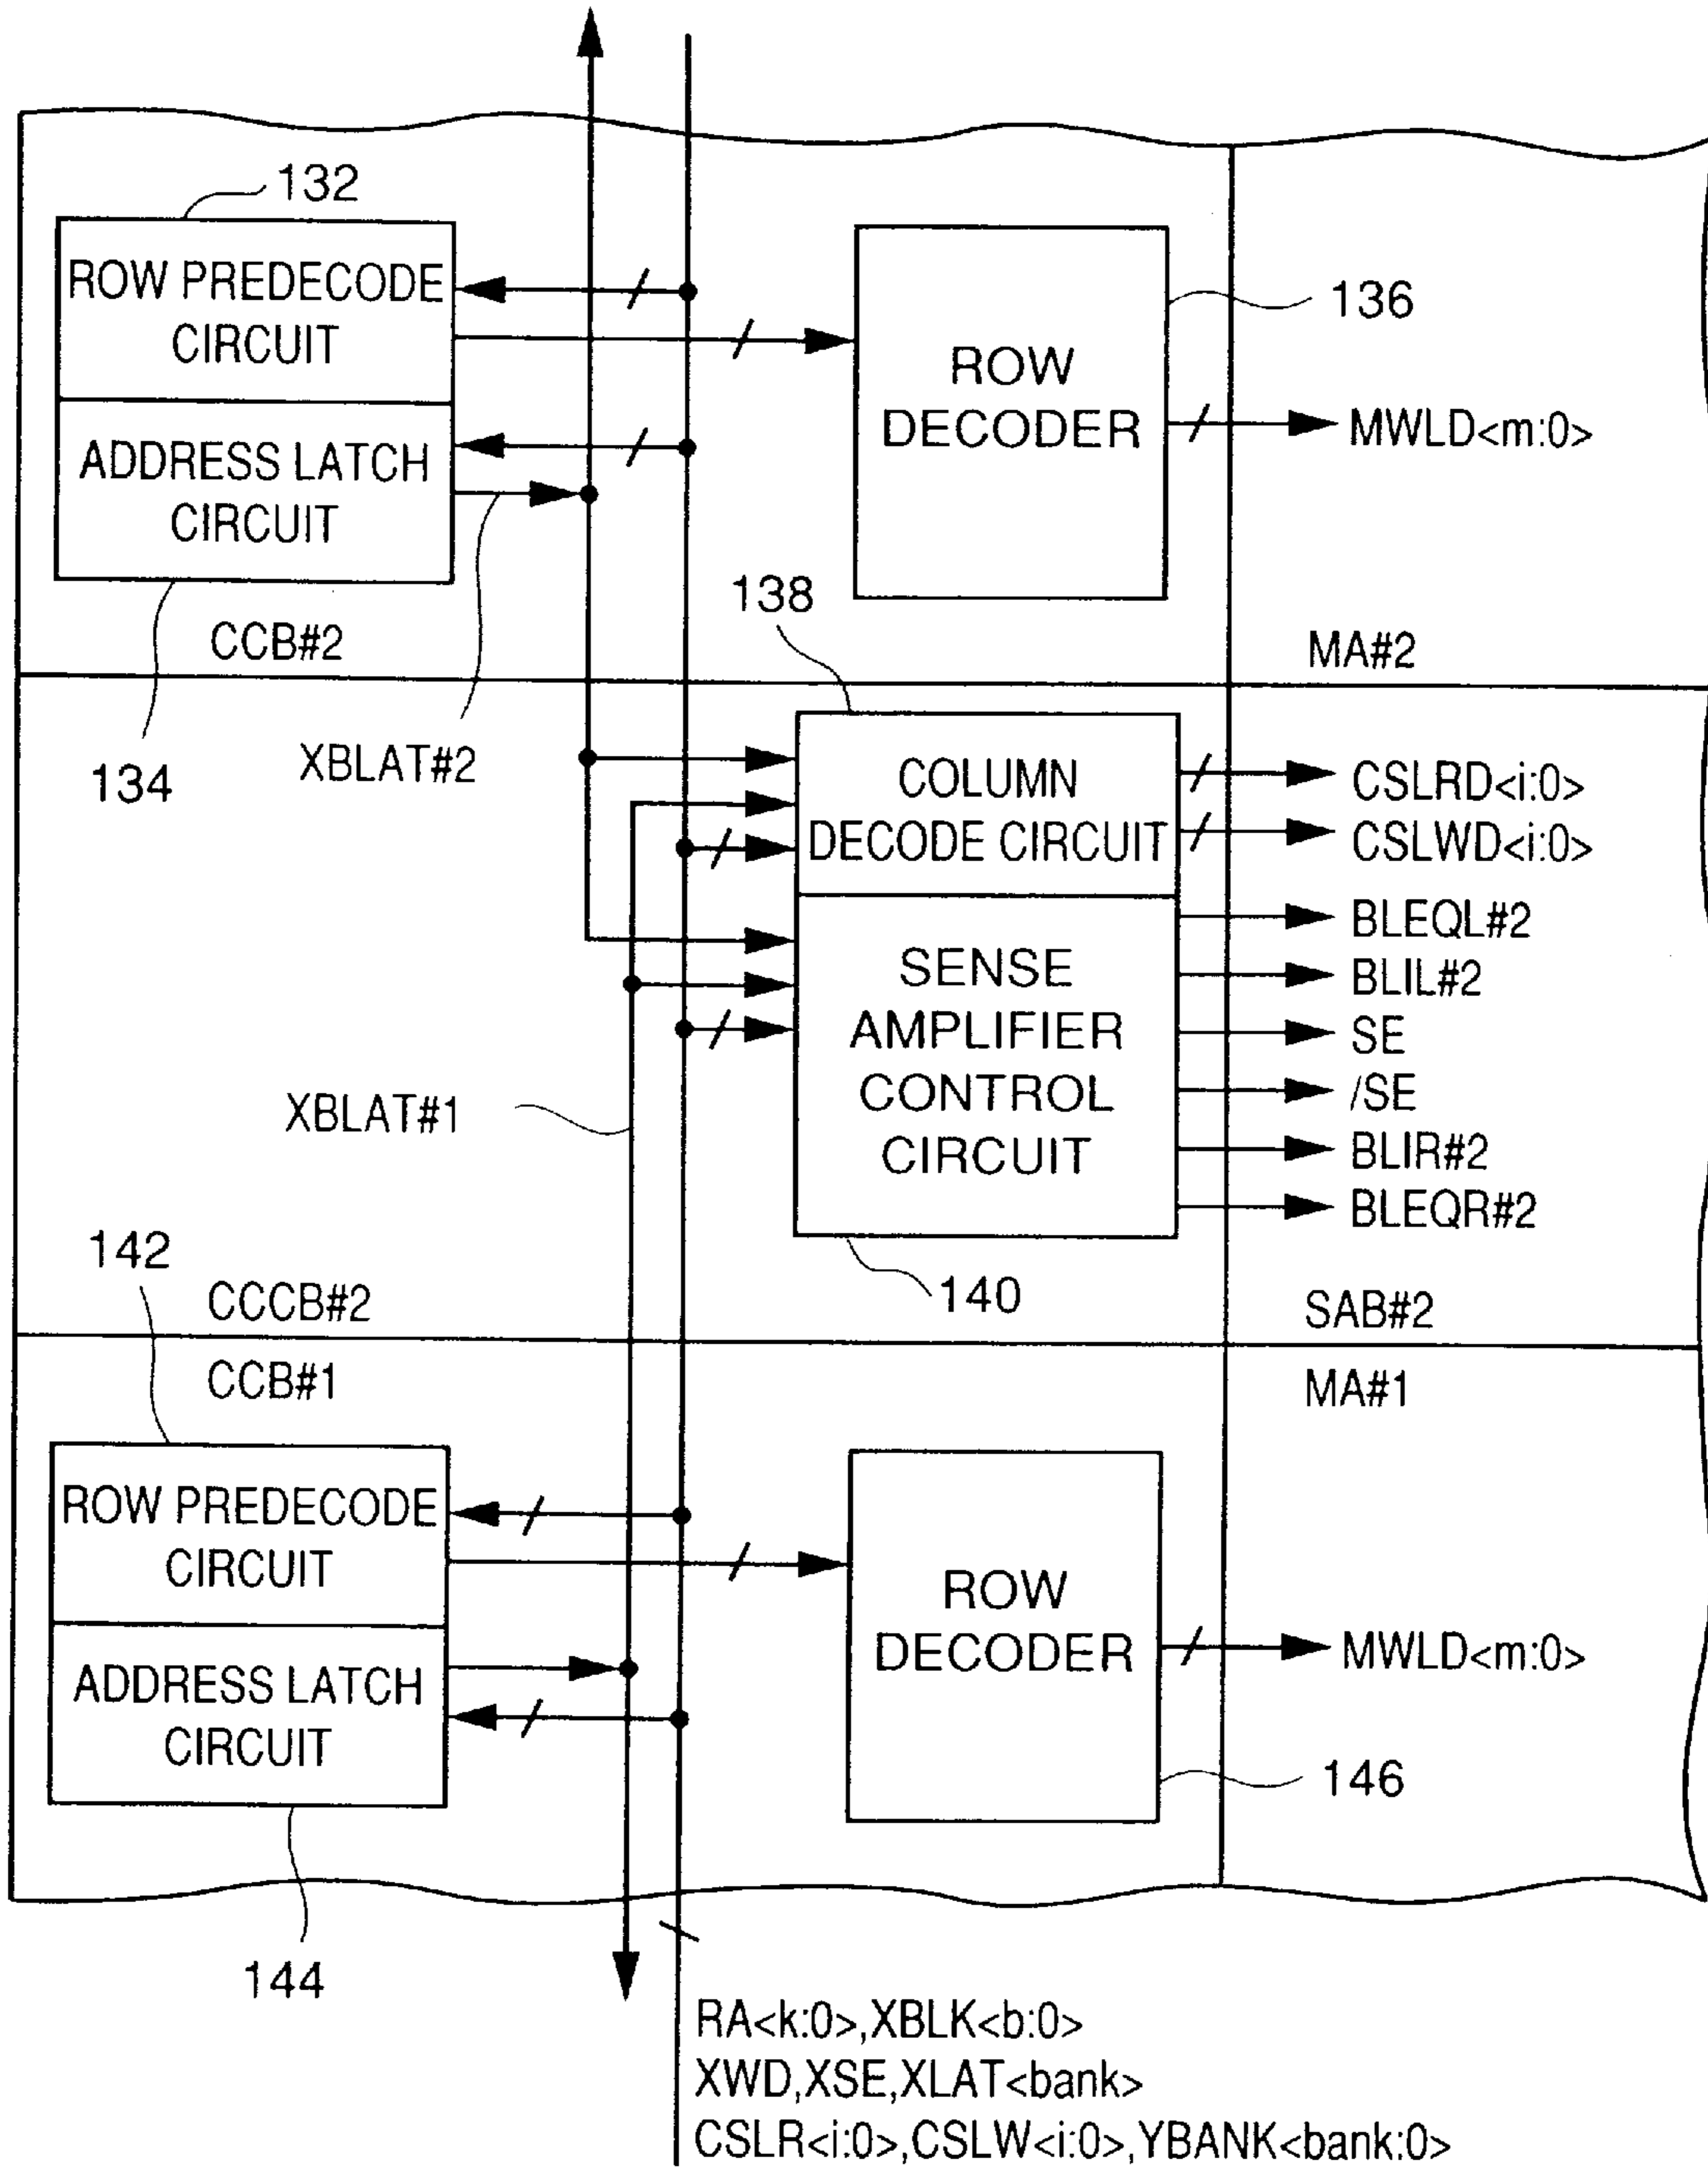 132
ROW PREDECODE
CIRCUIT
136
ROW
DECODER
MWLD<m:0>
ADDRESS LATCH
CIRCUIT
138
CCB#2
MA#2
134
XBLAT#2
COLUMN
DECODE CIRCUIT
CSLRD<i:0>
CSLWD<i:0>
BLEQL#2
BLIL#2
SE
/SE
BLIR#2
BLEQR#2
SENSE
AMPLIFIER
CONTROL
CIRCUIT
XBLAT#1
142
140
CCCB#2
SAB#2
CCB#1
MA#1
ROW PREDECODE
CIRCUIT
ROW
DECODER
MWLD<m:0>
ADDRESS LATCH
CIRCUIT
146
144
RA<k:0>,XBLK<b:0>
XWD,XSE,XLAT<bank>
CSLR<i:0>,CSLW<i:0>,YBANK<bank:0>